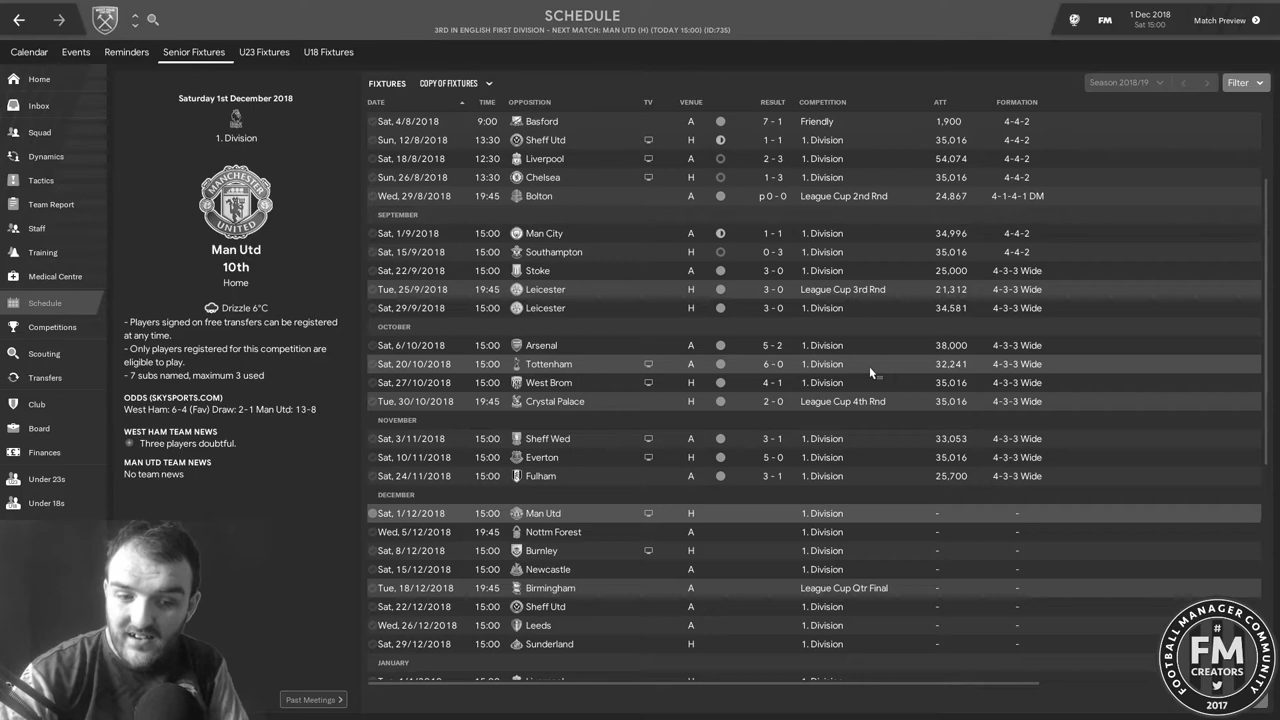 SCHEDULE
3RD IN ENGLISH FIRST DIVISION - NEXT MATCH: MAN UTD (H) (TODAY 15:00) (ID:735)
FM
1 Dec 2018
Sat 15:00
Match Preview
Calendar Events Reminders Senior Fixtures U23 Fixtures U18 Fixtures
Home
Inbox
Squad
Dynamics
Tactics
Team Report
Staff
Training
Medical Centre
Schedule
Competitions
Scouting
Transfers
Club
Board
Finances
Under 23s
Under 18s
Saturday 1st December 2018
1. Division
MANCHESTER
UNITED
Man Utd
10th
Home
Drizzle 6°C
- Players signed on free transfers can be registered
at any time.
- Only players registered for this competition are
eligible to play.
- 7 subs named, maximum 3 used
ODDS (SKYSPORTS.COM)
West Ham: 6-4 (Fav) Draw: 2-1 Man Utd: 13-8
WEST HAM TEAM NEWS
Three players doubtful.
MAN UTD TEAM NEWS
No team news
Past Meetings
FIXTURES COPY OF FIXTURES
Season 2018/19 Filter
DATE TIME OPPOSITION TV VENUE RESULT COMPETITION ATT FORMATION
Sat, 4/8/2018 9:00 Basford A 7 - 1 Friendly 1,900 4-4-2
Sun, 12/8/2018 13:30 Sheff Utd H 1 - 1 1. Division 35,016 4-4-2
Sat, 18/8/2018 12:30 Liverpool A 2 - 3 1. Division 54,074 4-4-2
Sun, 26/8/2018 13:30 Chelsea H 1 - 3 1. Division 35,016 4-4-2
Wed, 29/8/2018 19:45 Bolton A p 0 - 0 League Cup 2nd Rnd 24,867 4-1-4-1 DM
SEPTEMBER
Sat, 1/9/2018 15:00 Man City A 1 - 1 1. Division 34,996 4-4-2
Sat, 15/9/2018 15:00 Southampton H 0 - 3 1. Division 35,016 4-4-2
Sat, 22/9/2018 15:00 Stoke A 3 - 0 1. Division 25,000 4-3-3 Wide
Tue, 25/9/2018 19:45 Leicester H 3 - 0 League Cup 3rd Rnd 21,312 4-3-3 Wide
Sat, 29/9/2018 15:00 Leicester H 3 - 0 1. Division 34,581 4-3-3 Wide
OCTOBER
Sat, 6/10/2018 15:00 Arsenal A 5 - 2 1. Division 38,000 4-3-3 Wide
Sat, 20/10/2018 15:00 Tottenham A 6 - 0 1. Division 32,241 4-3-3 Wide
Sat, 27/10/2018 15:00 West Brom H 4 - 1 1. Division 35,016 4-3-3 Wide
Tue, 30/10/2018 19:45 Crystal Palace H 2 - 0 League Cup 4th Rnd 35,016 4-3-3 Wide
NOVEMBER
Sat, 3/11/2018 15:00 Sheff Wed A 3 - 1 1. Division 33,053 4-3-3 Wide
Sat, 10/11/2018 15:00 Everton H 5 - 0 1. Division 35,016 4-3-3 Wide
Sat, 24/11/2018 15:00 Fulham A 3 - 1 1. Division 25,700 4-3-3 Wide
DECEMBER
Sat, 1/12/2018 15:00 Man Utd H 1. Division - -
Wed, 5/12/2018 19:45 Nottm Forest A 1. Division - -
Sat, 8/12/2018 15:00 Burnley H 1. Division - -
Sat, 15/12/2018 15:00 Newcastle A 1. Division - -
Tue, 18/12/2018 19:45 Birmingham A League Cup Qtr Final - -
Sat, 22/12/2018 15:00 Sheff Utd A 1. Division - -
Wed, 26/12/2018 15:00 Leeds A 1. Division - -
Sat, 29/12/2018 15:00 Sunderland H 1. Division - -
JANUARY
FOOTBALL MANAGER COMMUNITY
#
FM
CREATORS
2017